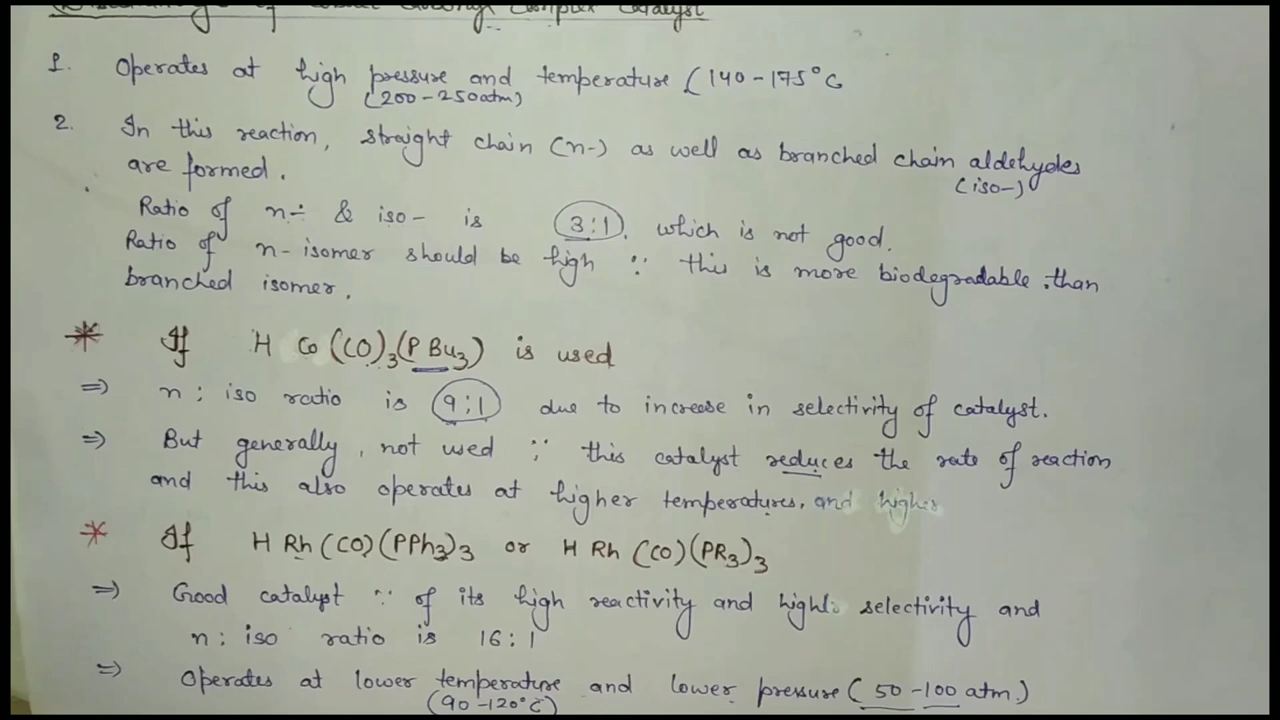 Disadvantages of Cobalt Carbonyl Complex Catalyst
1. Operates at high pressure and temperature (140-175°C
(200-250atm)
2. In this reaction, straight chain (n-) as well as branched chain aldehydes
are formed. (iso-)
Ratio of n- & iso- is 3:1. which is not good.
Ratio of n-isomer should be high ∵ this is more biodegradable than
branched isomer.
* If H Co(CO)3(PBu3) is used
⇒ n: iso ratio is 9:1 due to increase in selectivity of catalyst.
⇒ But generally, not used ∵ this catalyst reduces the rate of reaction
and this also operates at higher temperatures, and higher
* If H Rh(CO)(PPh3)3 or H Rh (CO)(PR3)3
⇒ Good catalyst ∵ of its high reactivity and high selectivity and
n: iso ratio is 16:1
⇒ Operates at lower temperature and lower pressure (50-100 atm.)
(90-120°C)